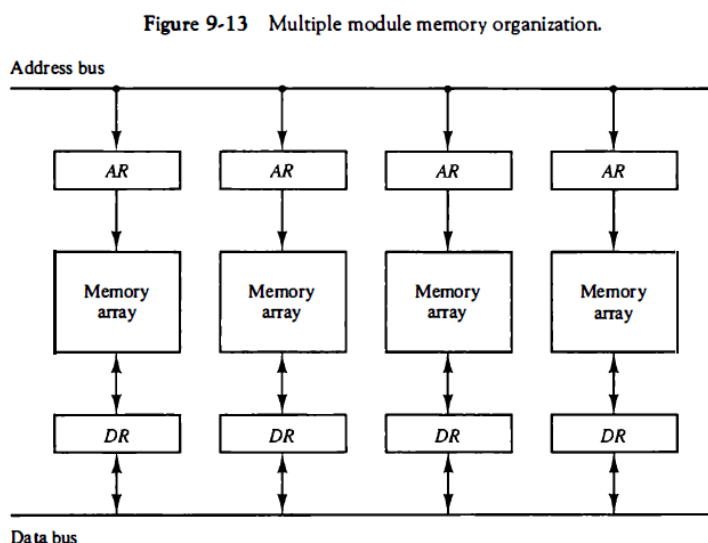 Figure 9-13 Multiple module memory organization.
Address bus
AR AR AR AR
Memory Memory Memory Memory
array array array array
DR DR DR DR
Data bus